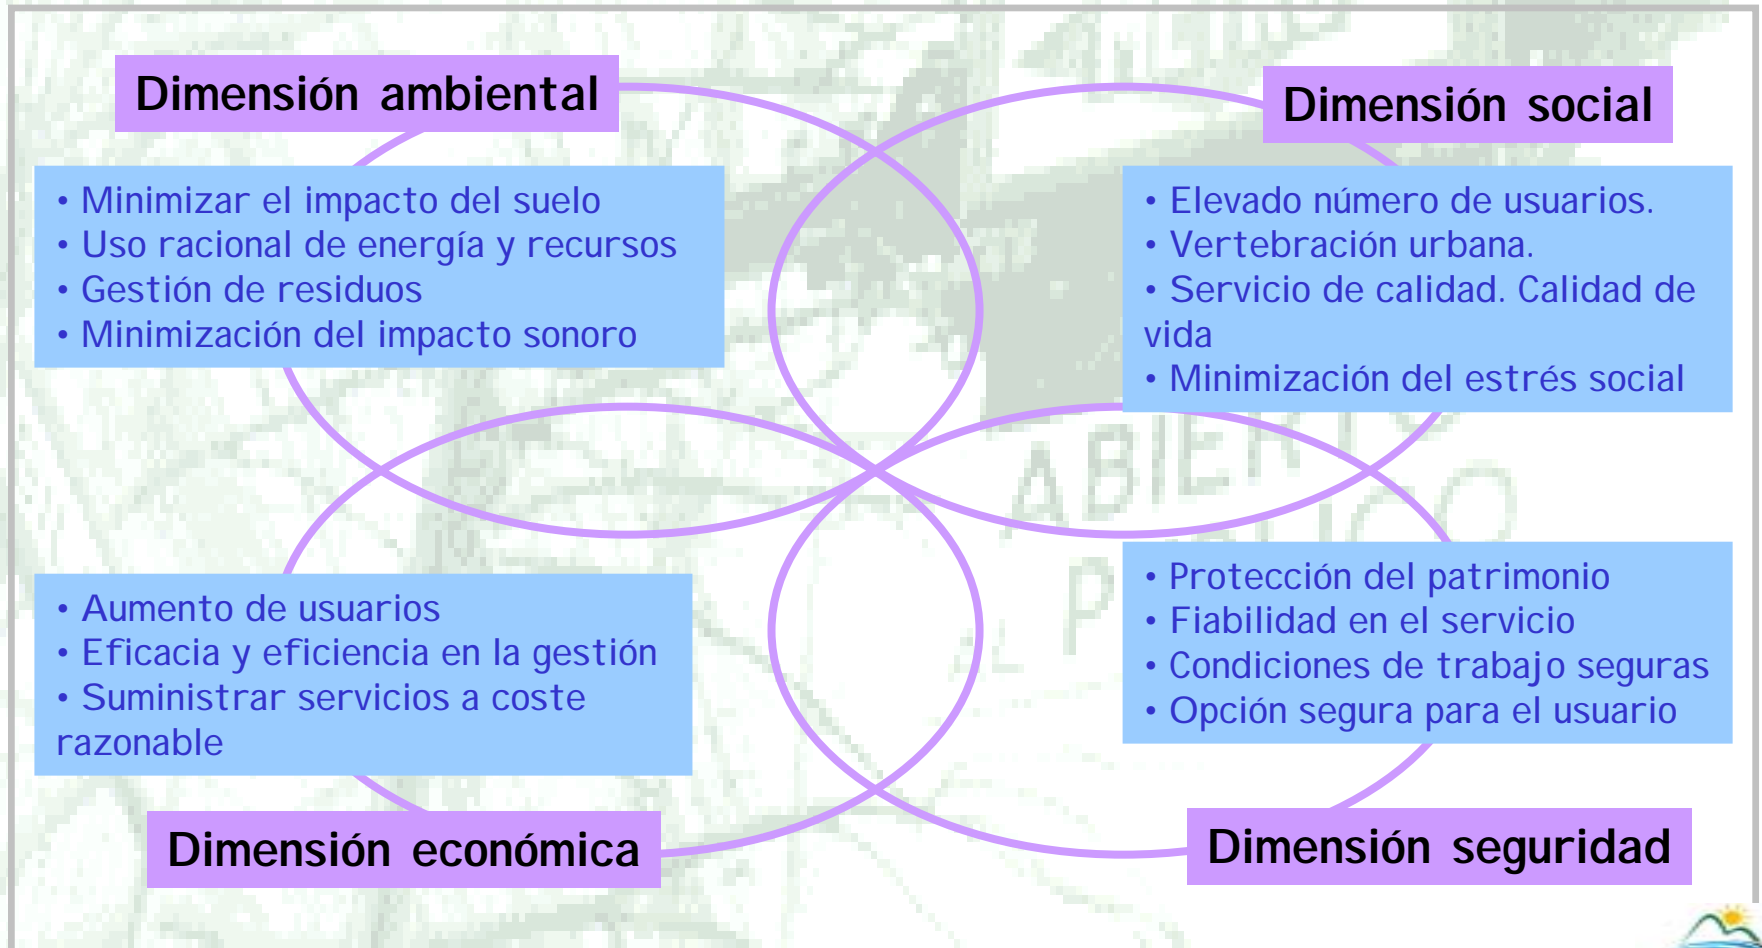 Dimensión ambiental
• Minimizar el impacto del suelo
• Uso racional de energía y recursos
• Gestión de residuos
• Minimización del impacto sonoro
Dimensión social
• Elevado número de usuarios.
• Vertebración urbana.
• Servicio de calidad. Calidad de
vida
• Minimización del estrés social
• Aumento de usuarios
• Eficacia y eficiencia en la gestión
• Suministrar servicios a coste
razonable
Dimensión económica
• Protección del patrimonio
• Fiabilidad en el servicio
• Condiciones de trabajo seguras
• Opción segura para el usuario
Dimensión seguridad